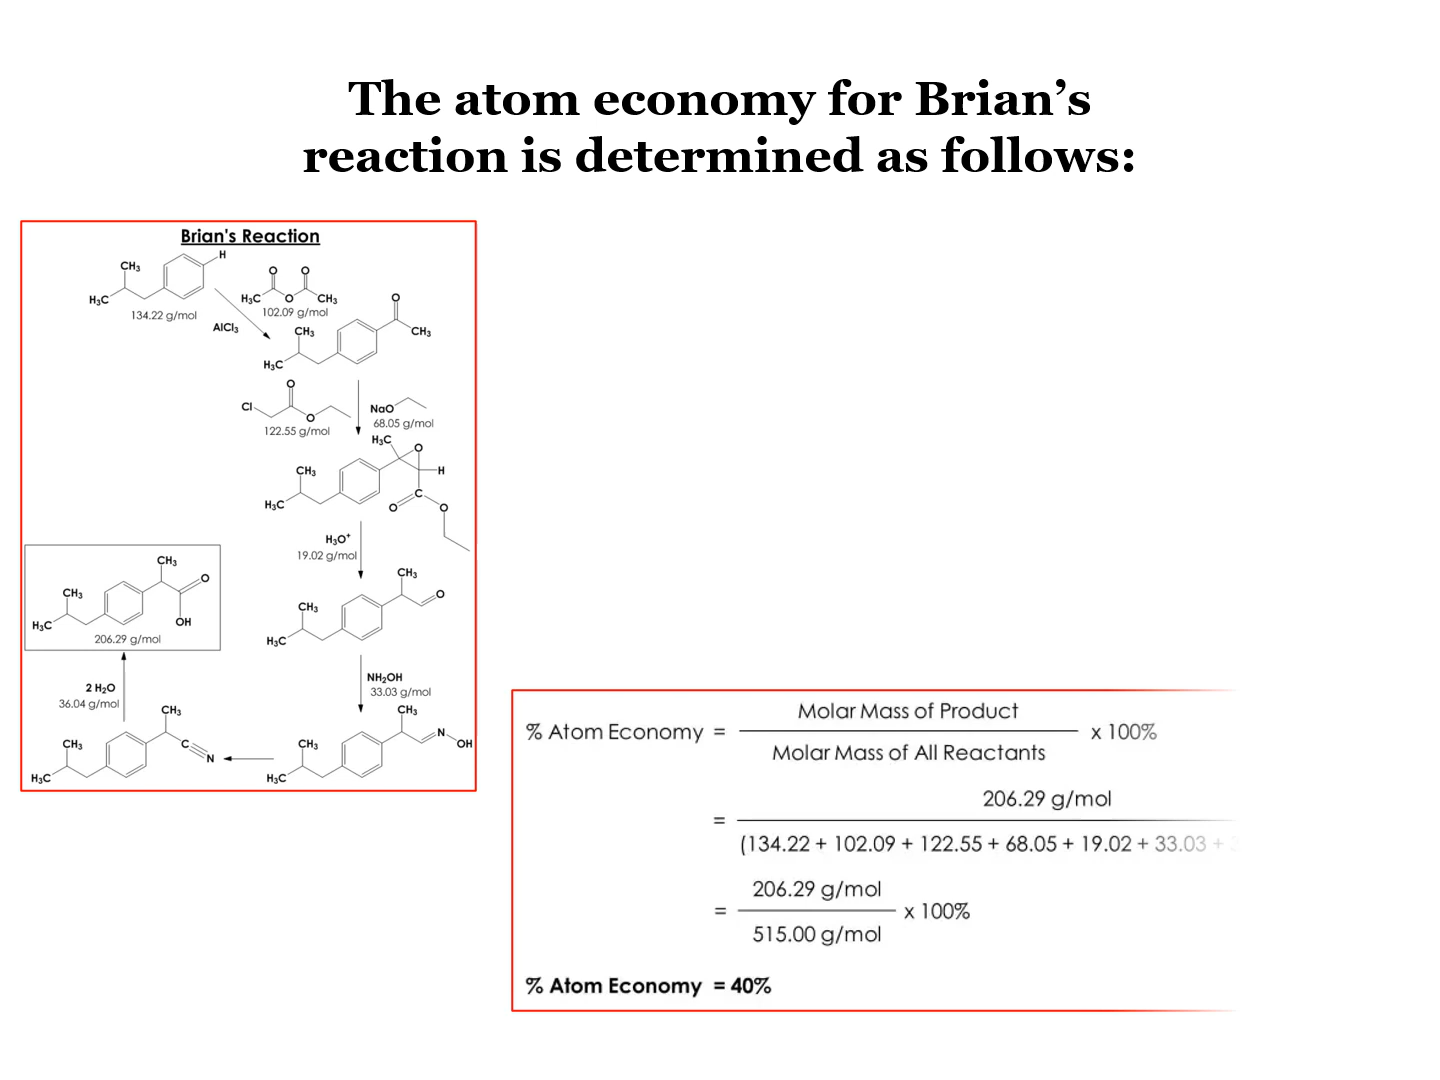 The atom economy for Brian’s
reaction is determined as follows:
Brian's Reaction
H
CH₃
H₃C
134.22 g/mol
O O
H₃C O CH₃
102.09 g/mol
AlCl₃
O
CH₃
CH₃
H₃C
O
Cl
O
122.55 g/mol
NaO
68.05 g/mol
H₃C
O
H
CH₃
H₃C
C
O
O
H₃O⁺
19.02 g/mol
CH₃
O
CH₃
H₃C
NH₂OH
33.03 g/mol
CH₃
N
OH
CH₃
H₃C
CH₃
C
N
CH₃
H₃C
2 H₂O
36.04 g/mol
CH₃
O
OH
CH₃
H₃C
206.29 g/mol
% Atom Economy = Molar Mass of Product x 100%
Molar Mass of All Reactants
= 206.29 g/mol
(134.22 + 102.09 + 122.55 + 68.05 + 19.02 + 33.03 +
= 206.29 g/mol x 100%
515.00 g/mol
% Atom Economy = 40%